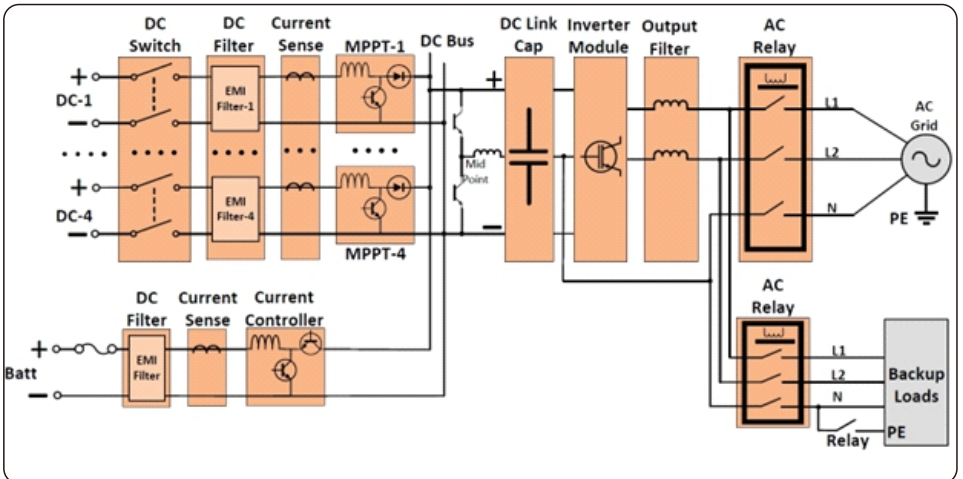 DC Switch
DC Filter
Current Sense
MPPT-1
DC Bus
DC Link Cap
Inverter Module
Output Filter
AC Relay
+
DC-1
−
EMI Filter-1
+
−
Mid Point
L1
L2
N
AC Grid
PE
+
DC-4
−
EMI Filter-4
MPPT-4
DC Filter
Current Sense
Current Controller
AC Relay
+
Batt
−
EMI Filter
L1
L2
N
Backup Loads
Relay
PE